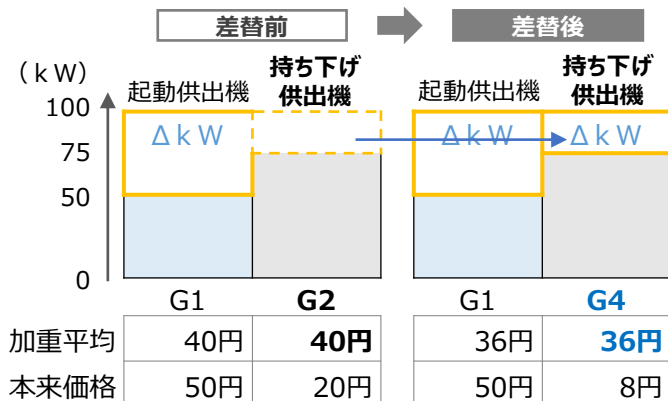 差替前 差替後
（ｋＷ）
起動供出機 持ち下げ
供出機 起動供出機 持ち下げ
供出機
100
75
50
0
ΔｋＷ ΔｋＷ ΔｋＷ
G1 G2 G1 G4
加重平均 40円 40円 36円 36円
本来価格 50円 20円 50円 8円